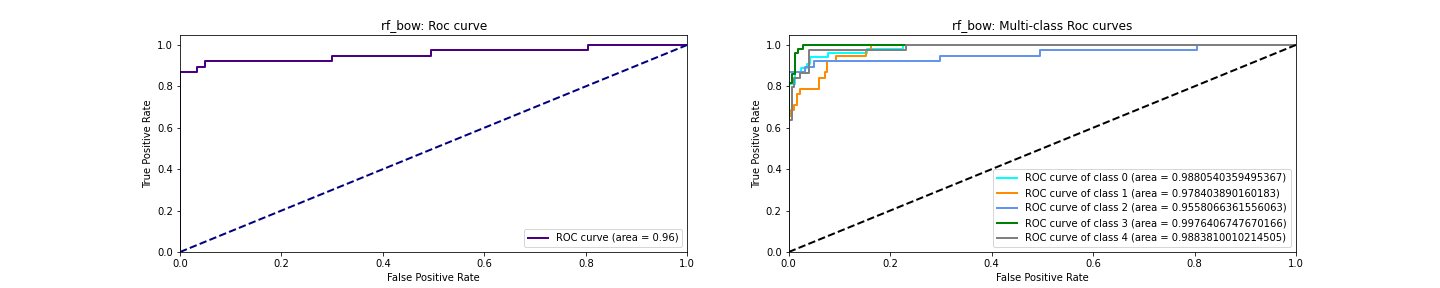 rf_bow: Roc curve
True Positive Rate
1.0
0.8
0.6
0.4
0.2
0.0
0.0 0.2 0.4 0.6 0.8 1.0
False Positive Rate
ROC curve (area = 0.96)
rf_bow: Multi-class Roc curves
True Positive Rate
1.0
0.8
0.6
0.4
0.2
0.0
0.0 0.2 0.4 0.6 0.8 1.0
False Positive Rate
ROC curve of class 0 (area = 0.9880540359495367)
ROC curve of class 1 (area = 0.978403890160183)
ROC curve of class 2 (area = 0.9558066361556063)
ROC curve of class 3 (area = 0.9976406747670166)
ROC curve of class 4 (area = 0.9883810010214505)